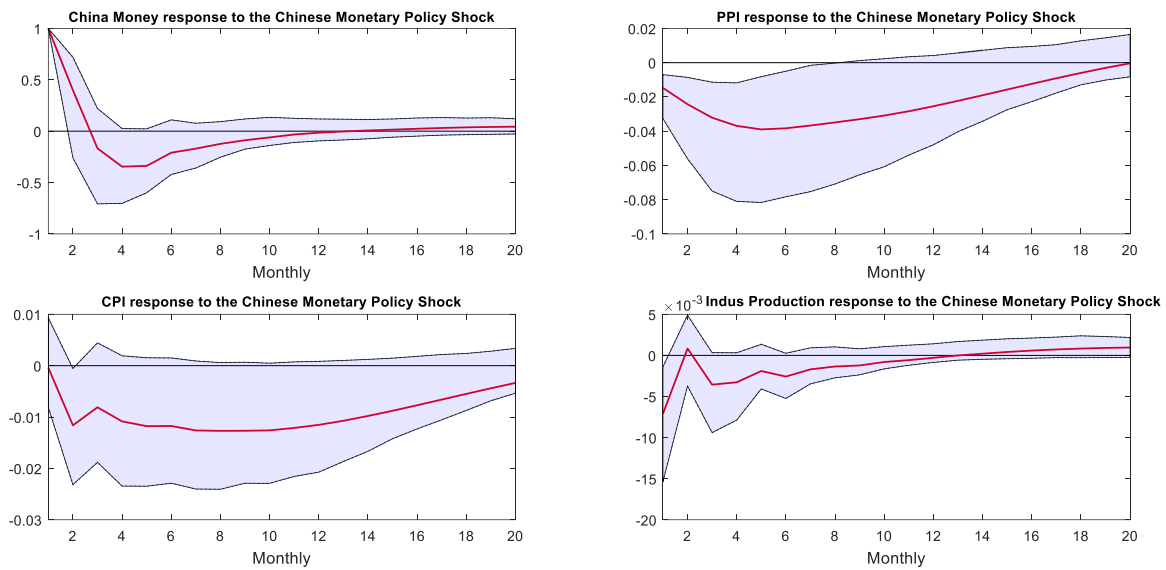 China Money response to the Chinese Monetary Policy Shock
1
0.5
0
-0.5
-1
2 4 6 8 10 12 14 16 18 20
Monthly
PPI response to the Chinese Monetary Policy Shock
0.02
0
-0.02
-0.04
-0.06
-0.08
-0.1
2 4 6 8 10 12 14 16 18 20
Monthly
CPI response to the Chinese Monetary Policy Shock
0.01
0
-0.01
-0.02
-0.03
2 4 6 8 10 12 14 16 18 20
Monthly
×10⁻³ Indus Production response to the Chinese Monetary Policy Shock
5
0
-5
-10
-15
-20
2 4 6 8 10 12 14 16 18 20
Monthly